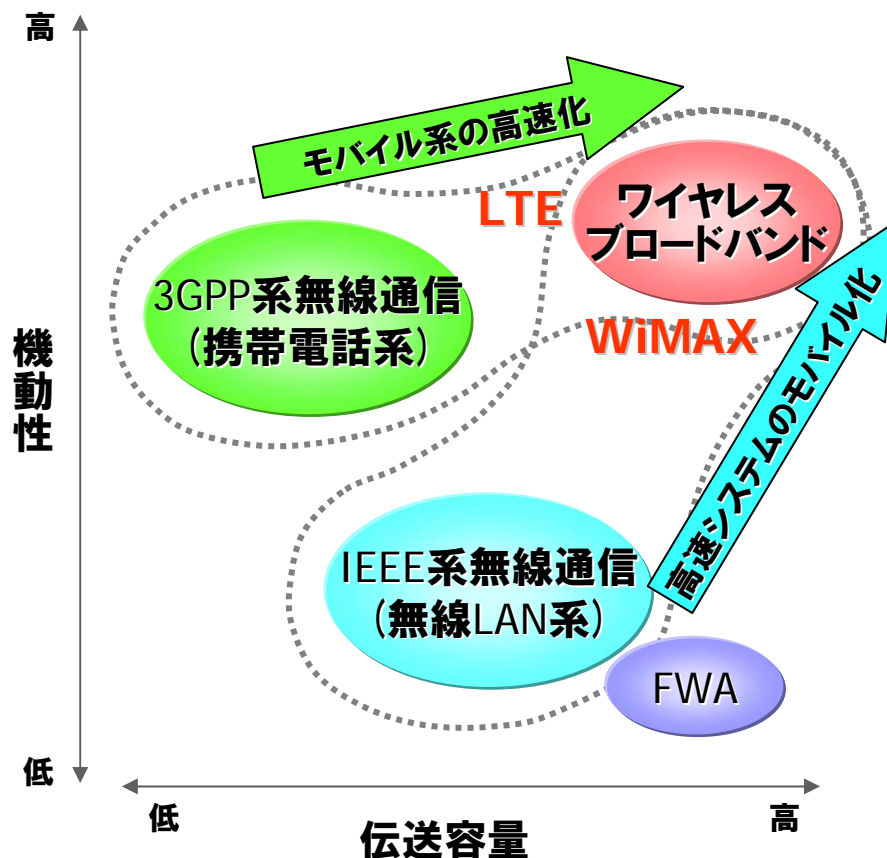 高
モバイル系の高速化
LTE
ワイヤレス
ブロードバンド
3GPP系無線通信
(携帯電話系)
WiMAX
機動性
高速システムのモバイル化
IEEE系無線通信
(無線LAN系)
FWA
低
低
高
伝送容量